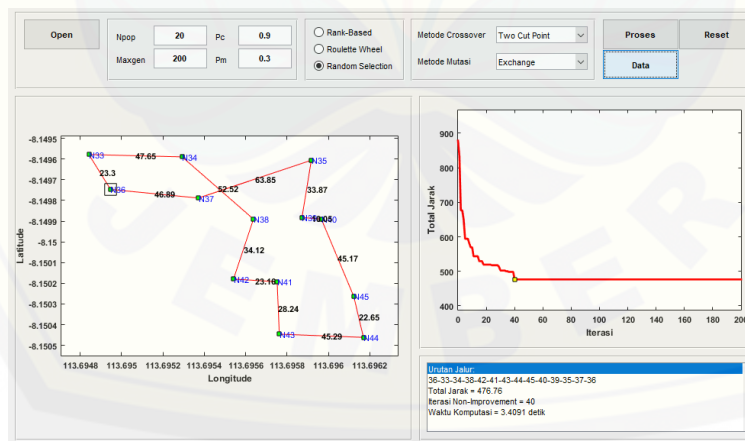 Open
Npop
20
Pc
0.9
Maxgen
200
Pm
0.3
Rank-Based
Roulette Wheel
Random Selection
Metode Crossover
Two Cut Point
Metode Mutasi
Exchange
Proses
Reset
Data
-8.1495
-8.1496
-8.1497
-8.1498
-8.1499
-8.15
-8.1501
-8.1502
-8.1503
-8.1504
-8.1505
Latitude
N33
47.65
N34
N35
23.3
N36
46.89
N37
52.52
63.85
33.87
N38
34.12
45.17
N42
23.16
N41
N45
28.24
22.65
N43
45.29
N44
113.6948
113.695
113.6952
113.6954
113.6956
113.6958
113.696
113.6962
Longitude
900
800
700
600
500
400
Total Jarak
0
20
40
60
80
100
120
140
160
180
200
Iterasi
Urutan Jalur:
36-33-34-38-42-41-43-44-45-40-39-35-37-36
Total Jarak = 476.76
Iterasi Non-Improvement = 40
Waktu Komputasi = 3.4091 detik
JEMBER